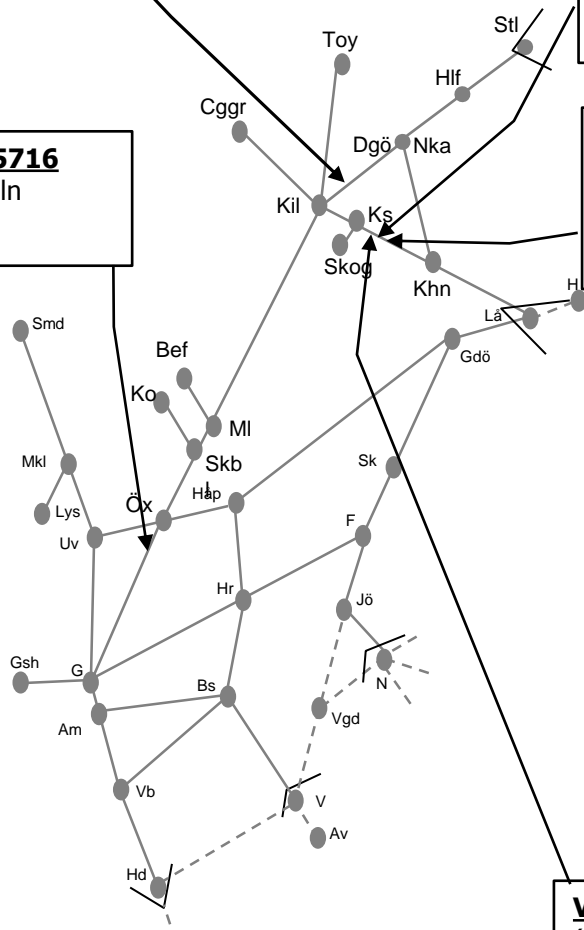 Stl
Toy
Hlf
Cggr
Dgö
Nka
5716
ln
Kil
Ks
Skog
Khn
H
Lå
Smd
Gdö
Bef
Ko
Ml
Mkl
Skb
Sk
Håp
Öx
Lys
F
Uv
Hr
Jö
Gsh
G
N
Bs
Am
Vgd
Vb
V
Av
Hd
V